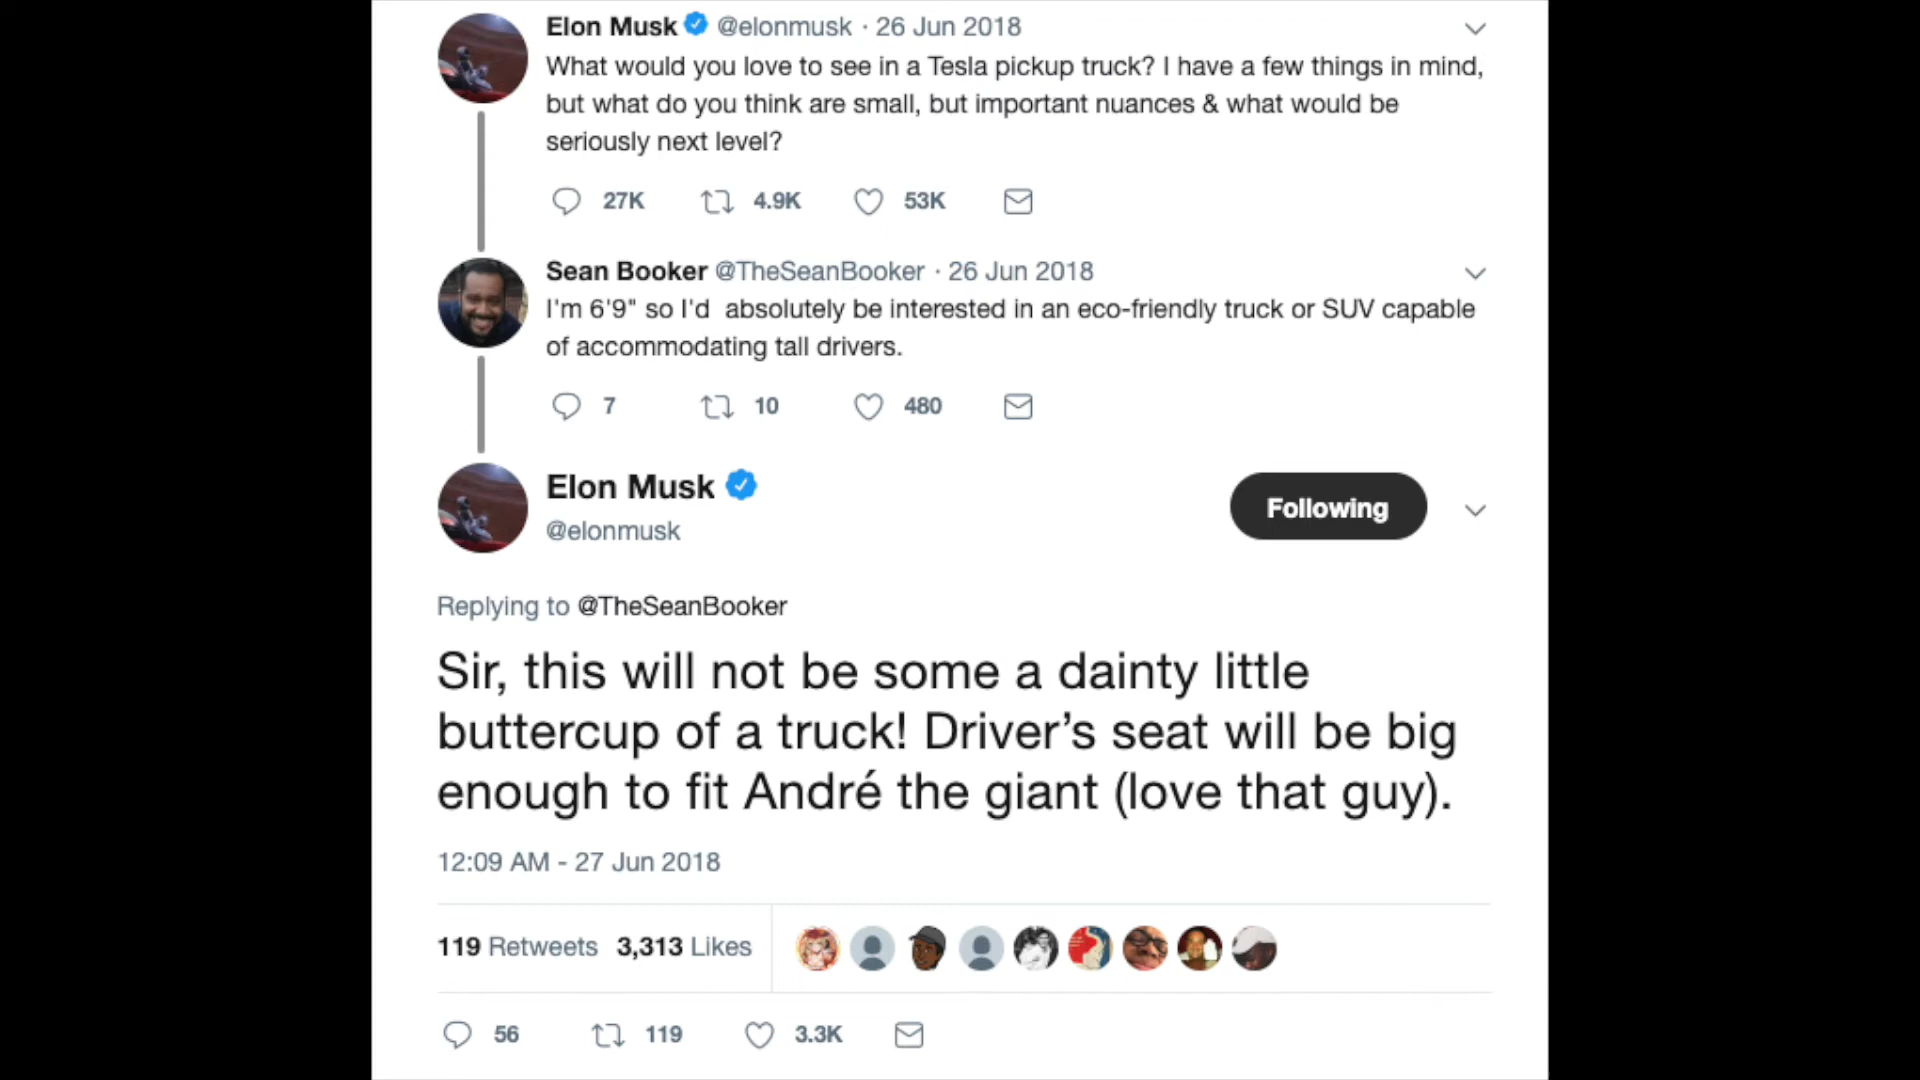 Elon Musk @elonmusk · 26 Jun 2018
What would you love to see in a Tesla pickup truck? I have a few things in mind,
but what do you think are small, but important nuances & what would be
seriously next level?
27K 4.9K 53K
Sean Booker @TheSeanBooker · 26 Jun 2018
I'm 6'9" so I'd absolutely be interested in an eco-friendly truck or SUV capable
of accommodating tall drivers.
7 10 480
Elon Musk
@elonmusk
Following
Replying to @TheSeanBooker
Sir, this will not be some a dainty little
buttercup of a truck! Driver’s seat will be big
enough to fit André the giant (love that guy).
12:09 AM - 27 Jun 2018
119 Retweets 3,313 Likes
56 119 3.3K